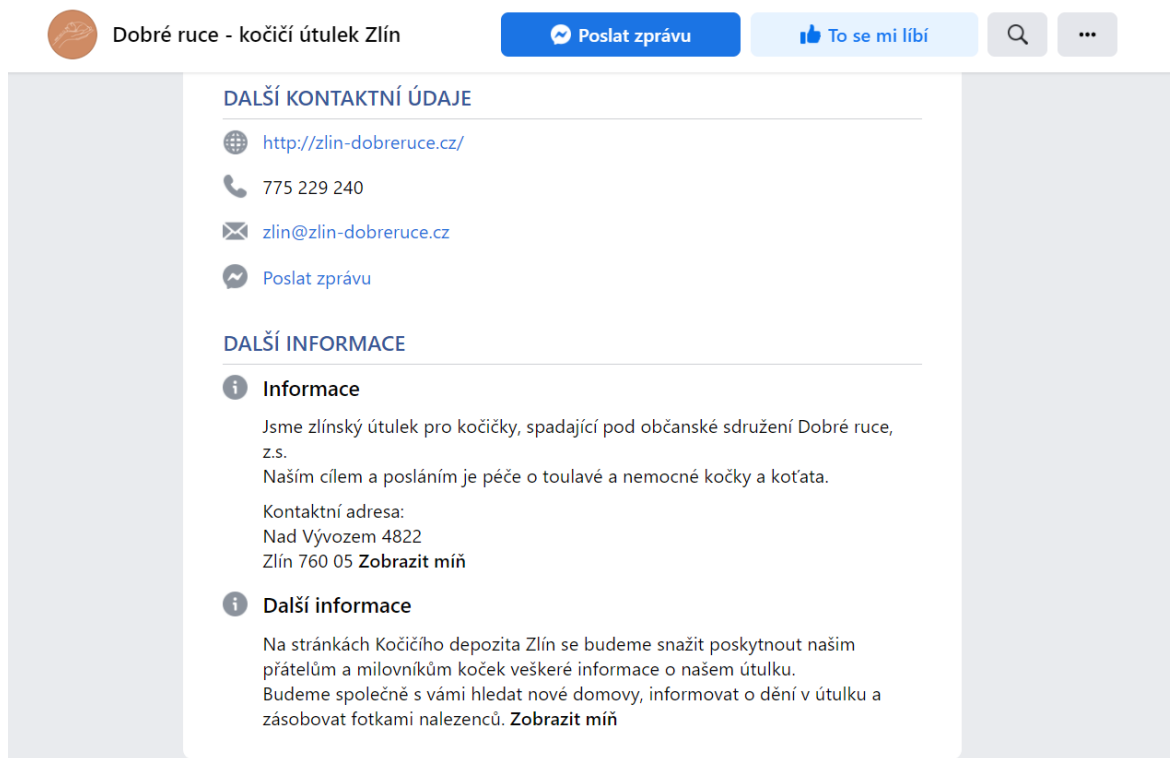 Dobré ruce - kočičí útulek Zlín
Poslat zprávu
To se mi líbí
DALŠÍ KONTAKTNÍ ÚDAJE
http://zlin-dobreruce.cz/
775 229 240
zlin@zlin-dobreruce.cz
Poslat zprávu
DALŠÍ INFORMACE
Informace
Jsme zlínský útulek pro kočičky, spadající pod občanské sdružení Dobré ruce,
z.s.
Naším cílem a posláním je péče o toulavé a nemocné kočky a koťata.
Kontaktní adresa:
Nad Vývozem 4822
Zlín 760 05 Zobrazit míň
Další informace
Na stránkách Kočičího depozita Zlín se budeme snažit poskytnout našim
přátelům a milovníkům koček veškeré informace o našem útulku.
Budeme společně s vámi hledat nové domovy, informovat o dění v útulku a
zásobovat fotkami nalezenců. Zobrazit míň